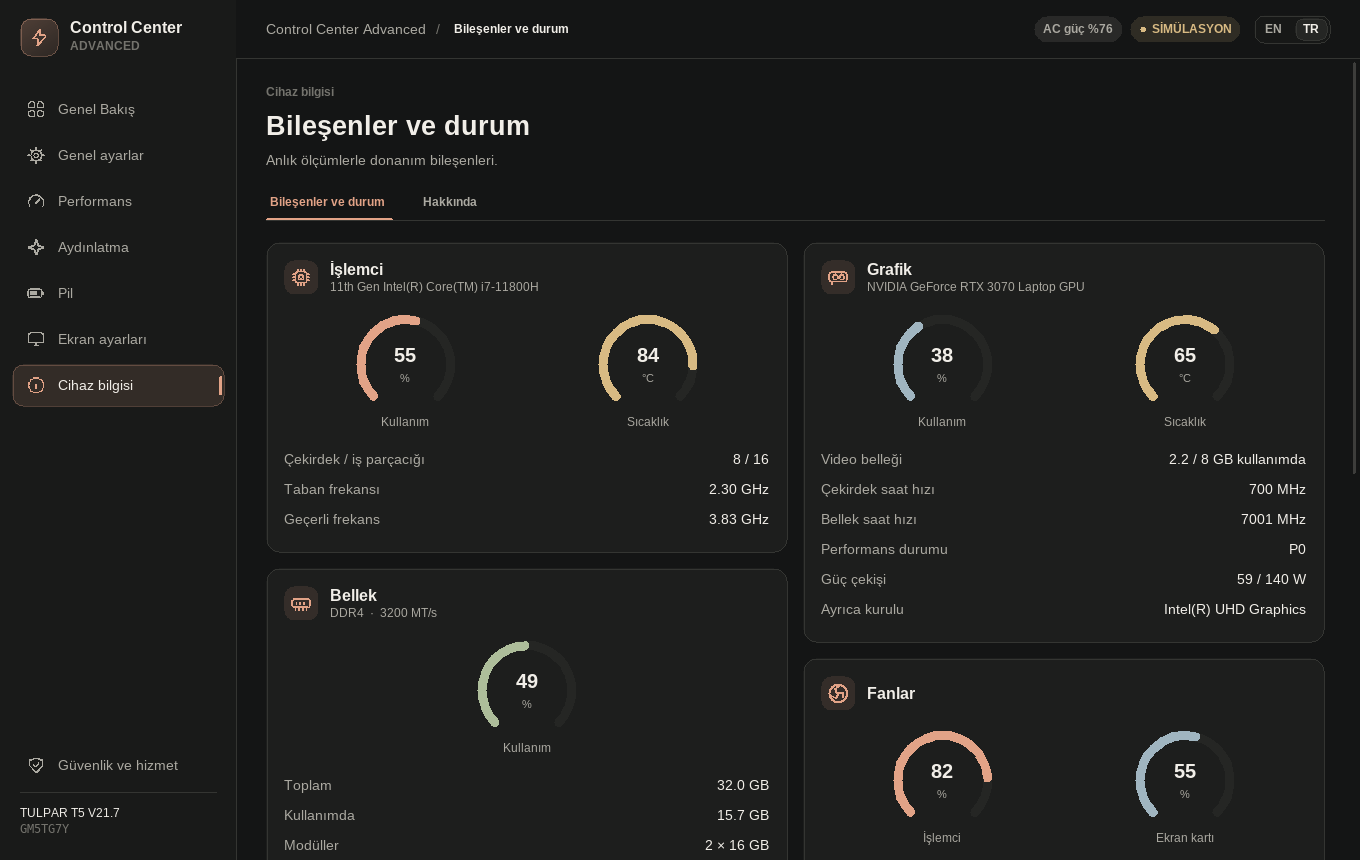 Control Center
ADVANCED
Genel Bakış
Genel ayarlar
Performans
Aydınlatma
Pil
Ekran ayarları
Cihaz bilgisi
Güvenlik ve hizmet
TULPAR T5 V21.7
GM5TG7Y
Control Center Advanced / Bileşenler ve durum
AC güç %76
SİMÜLASYON
EN TR
Cihaz bilgisi
Bileşenler ve durum
Anlık ölçümlerle donanım bileşenleri.
Bileşenler ve durum Hakkında
İşlemci
11th Gen Intel(R) Core(TM) i7-11800H
55 84
% °C
Kullanım Sıcaklık
Çekirdek / iş parçacığı 8 / 16
Taban frekansı 2.30 GHz
Geçerli frekans 3.83 GHz
Bellek
DDR4 · 3200 MT/s
49
%
Kullanım
Toplam 32.0 GB
Kullanımda 15.7 GB
Modüller 2 × 16 GB
Grafik
NVIDIA GeForce RTX 3070 Laptop GPU
38 65
% °C
Kullanım Sıcaklık
Video belleği 2.2 / 8 GB kullanımda
Çekirdek saat hızı 700 MHz
Bellek saat hızı 7001 MHz
Performans durumu P0
Güç çekişi 59 / 140 W
Ayrıca kurulu Intel(R) UHD Graphics
Fanlar
82 55
% %
İşlemci Ekran kartı